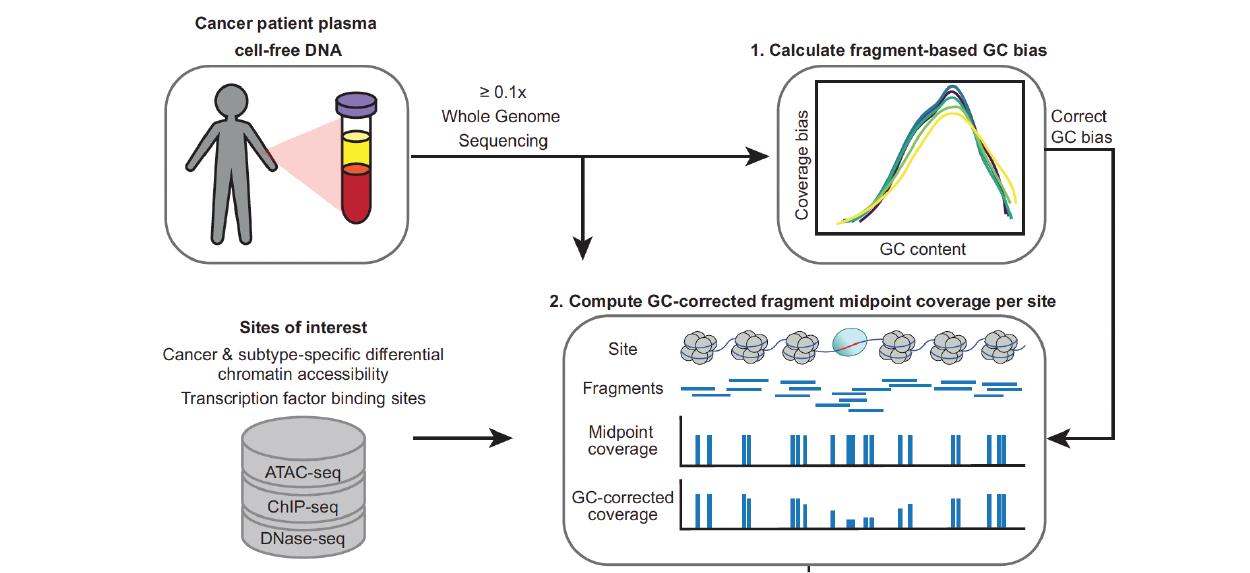 Cancer patient plasma
cell-free DNA
≥ 0.1x
Whole Genome
Sequencing
1. Calculate fragment-based GC bias
Coverage bias
GC content
Correct
GC bias
Sites of interest
Cancer & subtype-specific differential
chromatin accessibility
Transcription factor binding sites
ATAC-seq
ChIP-seq
DNase-seq
2. Compute GC-corrected fragment midpoint coverage per site
Site
Fragments
Midpoint
coverage
GC-corrected
coverage